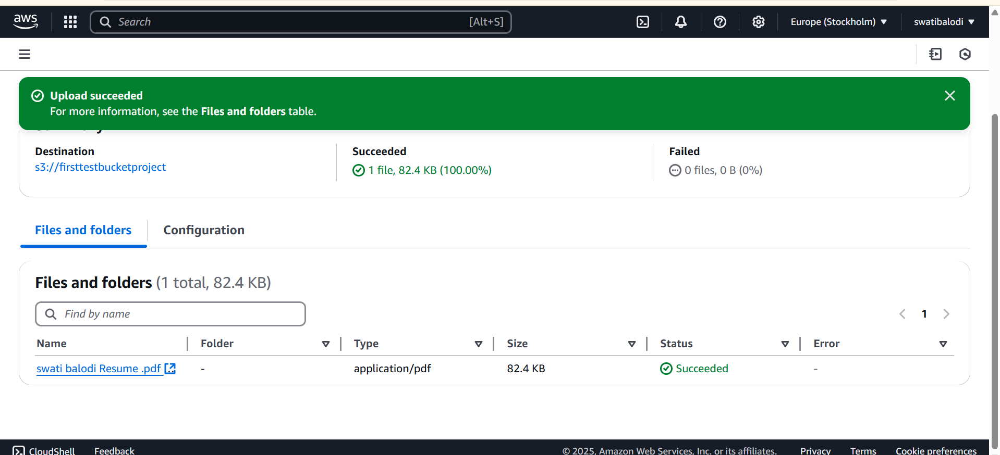 aws
Search [Alt+S]
Europe (Stockholm)
swatibalodi
Upload succeeded
For more information, see the Files and folders table.
Destination
s3://firsttestbucketproject
Succeeded
1 file, 82.4 KB (100.00%)
Failed
0 files, 0 B (0%)
Files and folders
Configuration
Files and folders (1 total, 82.4 KB)
Find by name
1
Name Folder Type Size Status Error
swati balodi Resume .pdf - application/pdf 82.4 KB Succeeded -
CloudShell Feedback © 2025, Amazon Web Services, Inc. or its affiliates. Privacy Terms Cookie preferences